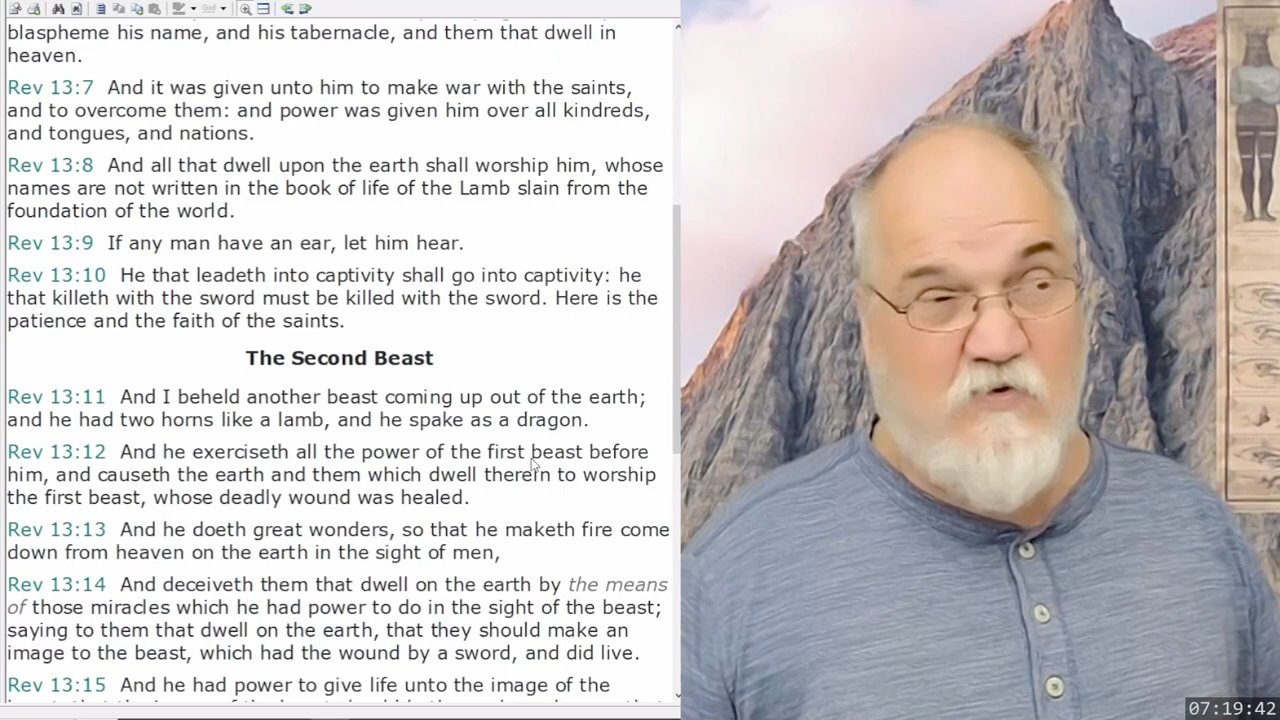 blaspheme his name, and his tabernacle, and them that dwell in
heaven.
Rev 13:7 And it was given unto him to make war with the saints,
and to overcome them: and power was given him over all kindreds,
and tongues, and nations.
Rev 13:8 And all that dwell upon the earth shall worship him, whose
names are not written in the book of life of the Lamb slain from the
foundation of the world.
Rev 13:9 If any man have an ear, let him hear.
Rev 13:10 He that leadeth into captivity shall go into captivity: he
that killeth with the sword must be killed with the sword. Here is the
patience and the faith of the saints.
The Second Beast
Rev 13:11 And I beheld another beast coming up out of the earth;
and he had two horns like a lamb, and he spake as a dragon.
Rev 13:12 And he exerciseth all the power of the first beast before
him, and causeth the earth and them which dwell therein to worship
the first beast, whose deadly wound was healed.
Rev 13:13 And he doeth great wonders, so that he maketh fire come
down from heaven on the earth in the sight of men,
Rev 13:14 And deceiveth them that dwell on the earth by the means
of those miracles which he had power to do in the sight of the beast;
saying to them that dwell on the earth, that they should make an
image to the beast, which had the wound by a sword, and did live.
Rev 13:15 And he had power to give life unto the image of the
07:19:42